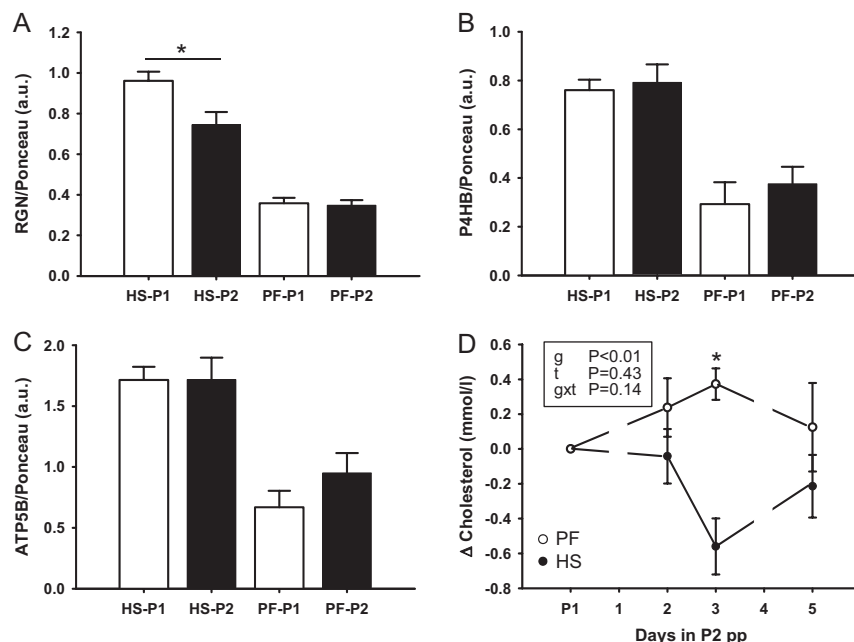 A
RGN/Ponceau (a.u.)
1.2
1.0
0.8
0.6
0.4
0.2
0.0
*
HS-P1 HS-P2 PF-P1 PF-P2
B
P4HB/Ponceau (a.u.)
1.0
0.8
0.6
0.4
0.2
0.0
HS-P1 HS-P2 PF-P1 PF-P2
C
ATP5B/Ponceau (a.u.)
2.0
1.5
1.0
0.5
0.0
HS-P1 HS-P2 PF-P1 PF-P2
D
Δ Cholesterol (mmol/l)
0.6
0.4
0.2
0.0
-0.2
-0.4
-0.6
-0.8
g P<0.01
t P=0.43
gxt P=0.14
*
PF
HS
P1 1 2 3 4 5
Days in P2 pp